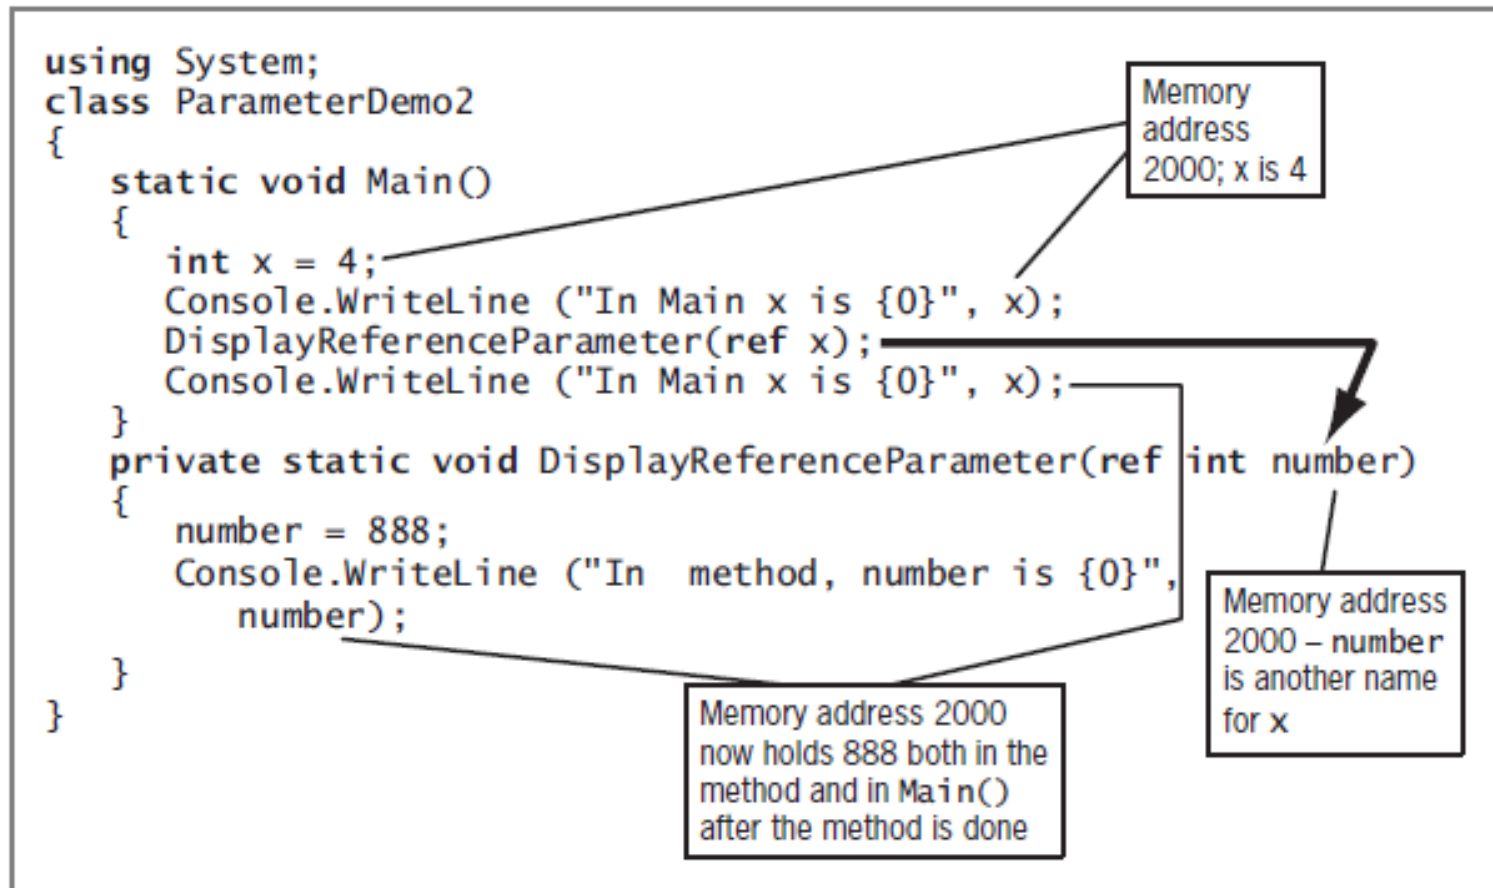 using System;
class ParameterDemo2
{
static void Main()
{
int x = 4;
Console.WriteLine ("In Main x is {0}", x);
DisplayReferenceParameter(ref x);
Console.WriteLine ("In Main x is {0}", x);
}
private static void DisplayReferenceParameter(ref int number)
{
number = 888;
Console.WriteLine ("In  method, number is {0}",
number);
}
}
Memory
address
2000; x is 4
Memory address
2000 – number
is another name
for x
Memory address 2000
now holds 888 both in the
method and in Main()
after the method is done